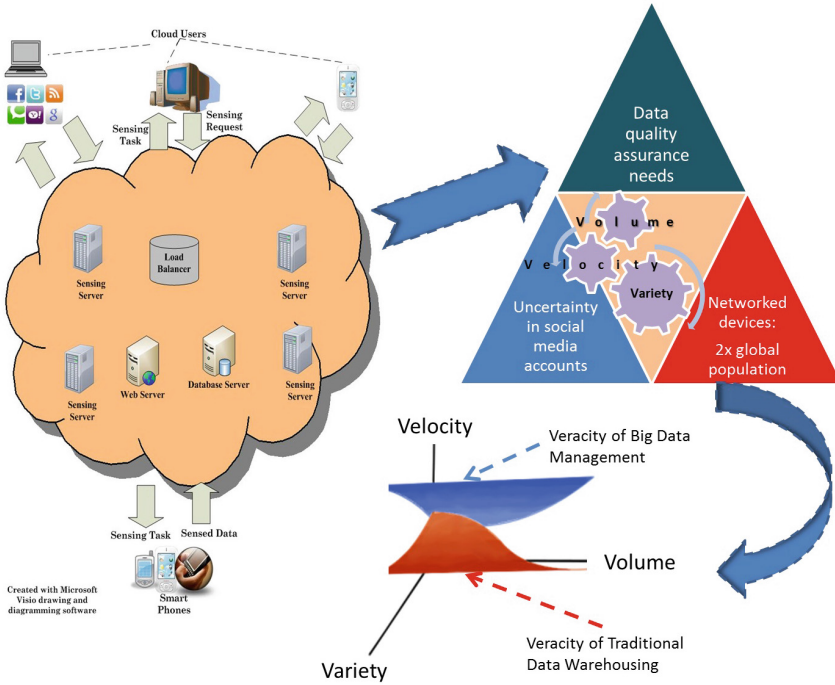 Cloud Users
Sensing
Task
Sensing
Request
Sensing
Server
Load
Balancer
Sensing
Server
Sensing
Server
Web Server
Database Server
Sensing
Server
Sensing Task
Sensed Data
Smart
Phones
Created with Microsoft
Visio drawing and
diagramming software
Data
quality
assurance
needs
Volume
Velocity
Variety
Uncertainty
in social
media
accounts
Networked
devices:
2x global
population
Velocity
Veracity of Big Data
Management
Volume
Veracity of Traditional
Data Warehousing
Variety